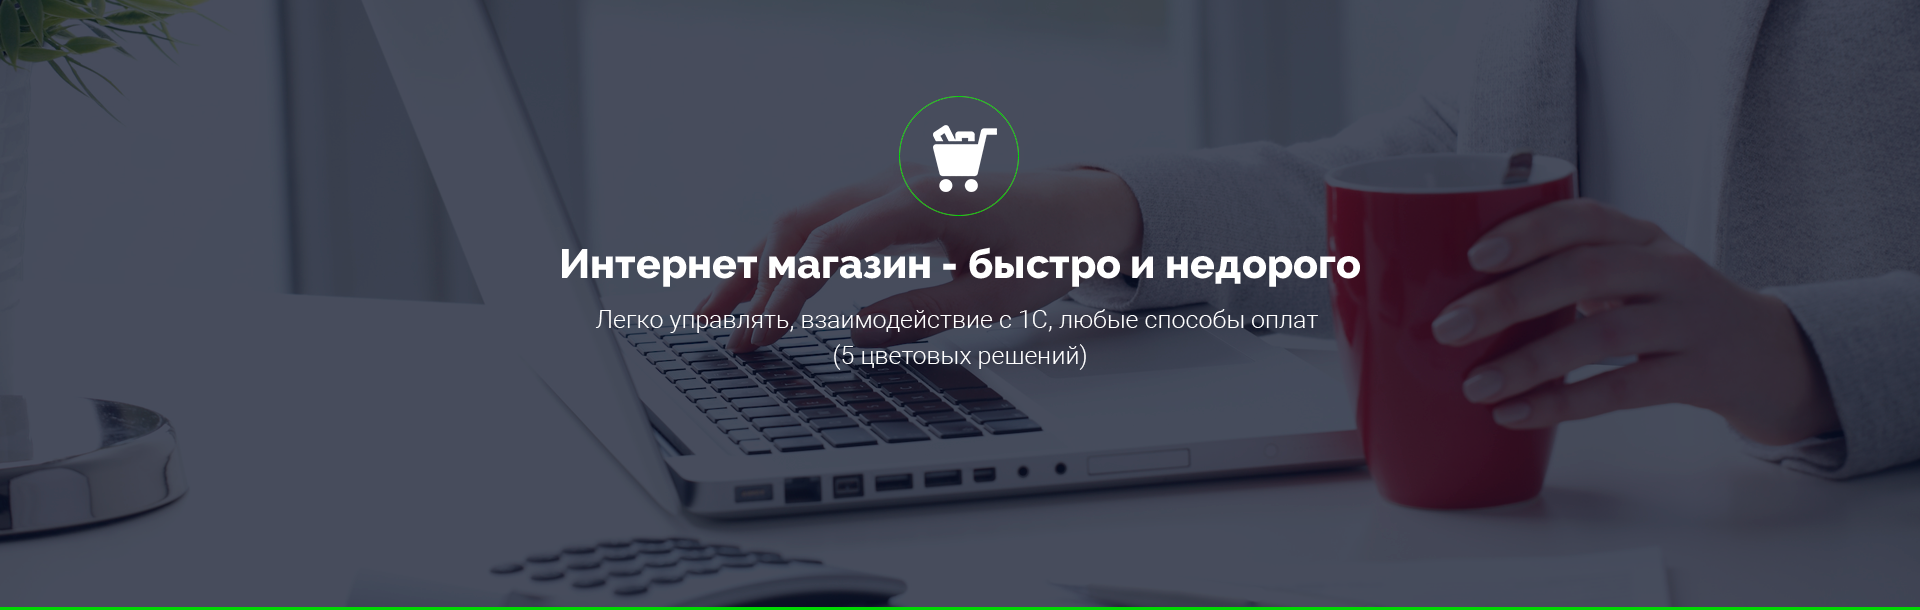 Интернет магазин - быстро и недорого
Легко управлять, взаимодействие с 1С, любые способы оплат
(5 цветовых решений)